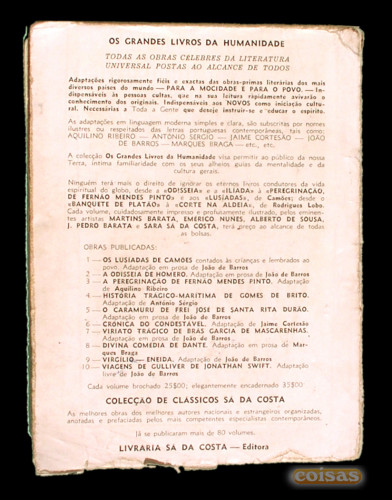 OS GRANDES LIVROS DA HUMANIDADE
TODAS AS OBRAS CELEBRES DA LITERATURA
UNIVERSAL POSTAS AO ALCANCE DE TODOS
Adaptações rigorosamente fiéis e exactas das obras-primas literárias dos mais
diversos países do mundo — PARA A MOCIDADE E PARA O POVO. — In-
dispensáveis às pessoas cultas, que na sua leitura rápidamente avivarão o
conhecimento dos originais. Indispensáveis aos NOVOS como iniciação cultu-
ral. Necessárias a Toda a Gente que deseje instruir-se e educar o espírito.
As adaptações em linguagem moderna simples e clara, são subscritas por nomes
ilustres ou respeitados das letras portuguesas contemporâneas, tais como:
AQUILINO RIBEIRO — ANTÓNIO SÉRGIO — JAIME CORTESÃO — JOÃO
DE BARROS — MARQUES BRAGA — etc., etc.
A colecção Os Grandes Livros da Humanidade visa permitir ao público da nossa
Terra, íntima familiaridade com os seus alheios guias da mentalidade e da
cultura gerais.
Ninguém terá mais o direito de ignorar os eternos livros condutores da vida
espiritual do globo, desde a «ODISSEIA» e a «ILIADA» à «PEREGRINAÇÃO,
DE FERNÃO MENDES PINTO» e aos «LUSÍADAS», de Camões; desde o
«BANQUETE DE PLATÃO» à «CORTE NA ALDEIA», de Rodrigues Lobo.
Cada volume, cuidadosamente impresso e profusamente ilustrado, pelos eminen-
tes artistas: MARTINS BARATA, EMERICO NUNES, ALBERTO DE SOUSA,
J. PEDRO BARATA e SARA SÁ DA COSTA, terá preço ao alcance de todas
as bolsas.
OBRAS PUBLICADAS:
1 — OS LUSIADAS DE CAMÕES contados às crianças e lembrados ao
povo. Adaptação em prosa de João de Barros
2 — A ODISSEIA DE HOMERO. Adaptação em prosa de João de Barros
3 — A PEREGRINAÇÃO DE FERNÃO MENDES PINTO. Adaptação
de Aquilino Ribeiro
4 — HISTÓRIA TRAGICO-MARÍTIMA DE GOMES DE BRITO.
Adaptação de António Sérgio
5 — O CARAMURU DE FREI JOSE DE SANTA RITA DURÃO.
Adaptação em prosa de João de Barros
6 — CRONICA DO CONDESTÁVEL. Adaptação de Jaime Cortesão
7 — VIRIATO TRAGICO DE BRAS GARCIA DE MASCARENHAS.
Adaptação em prosa de João de Barros.
8 — DIVINA COMEDIA DE DANTE. Adaptação em prosa de Mar-
ques Braga
9 — VIRGILIO — ENEIDA. Adaptação em prosa de João de Barros
10 — VIAGENS DE GULLIVER DE JONATHAN SWIFT. Adaptação
livre de João de Barros
Cada volume brochado 25$00; elegantemente encadernado 35$00
COLECÇÃO DE CLASSICOS SÁ DA COSTA
As melhores obras dos melhores autores nacionais e estrangeiros organizadas,
anotadas e prefaciadas pelos mais competentes especialistas contemporâneos.
Já se publicaram mais de 80 volumes.
LIVRARIA SÁ DA COSTA — Editora
coisas